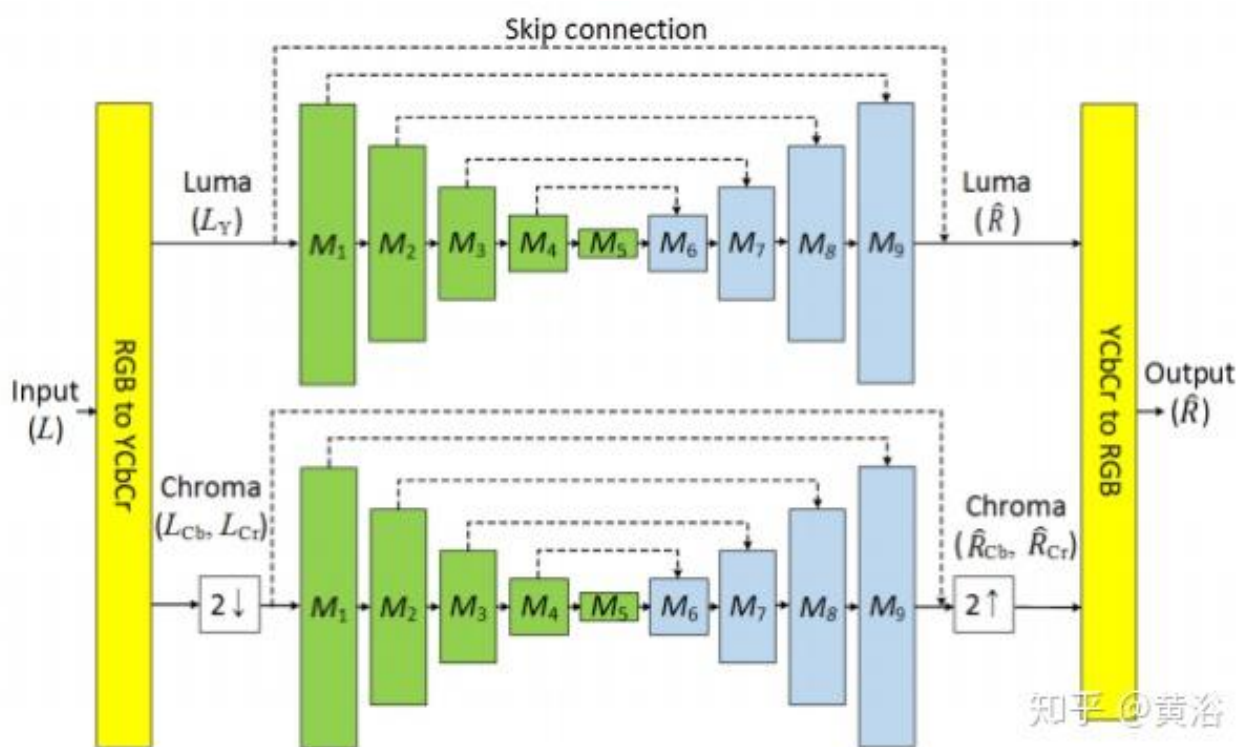 Skip connection
Luma
(L_Y)
M₁ M₂ M₃ M₄ M₅ M₆ M₇ M₈ M₉
Luma
(R̂)
RGB to YCbCr
Input
(L)
YCbCr to RGB
Output
(R̂)
Chroma
(L_Cb, L_Cr)
2↓
M₁ M₂ M₃ M₄ M₅ M₆ M₇ M₈ M₉
Chroma
(R̂_Cb, R̂_Cr)
2↑
知乎 @黄浴